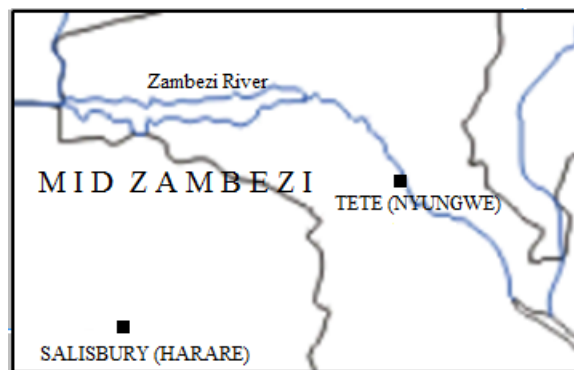 Zambezi River
MID ZAMBEZI
TETE (NYUNGWE)
SALISBURY (HARARE)